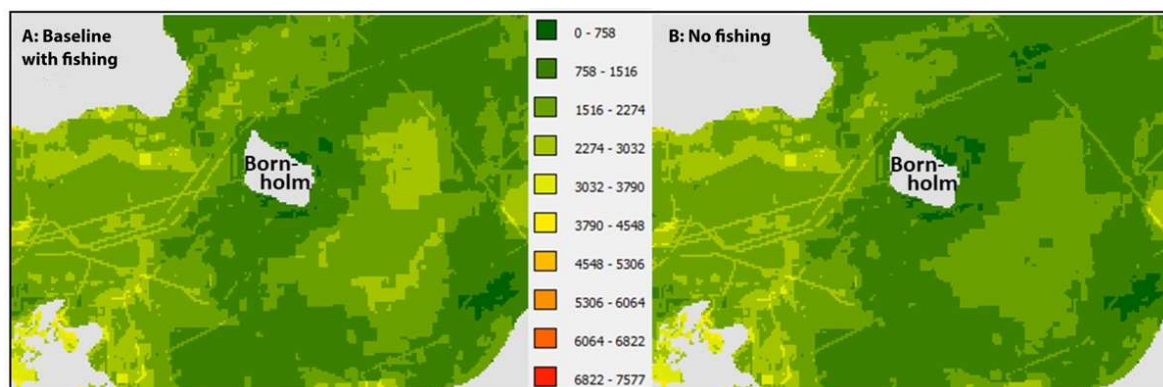 A: Baseline
with fishing
Born-
holm
0 - 758
758 - 1516
1516 - 2274
2274 - 3032
3032 - 3790
3790 - 4548
4548 - 5306
5306 - 6064
6064 - 6822
6822 - 7577
B: No fishing
Born-
holm